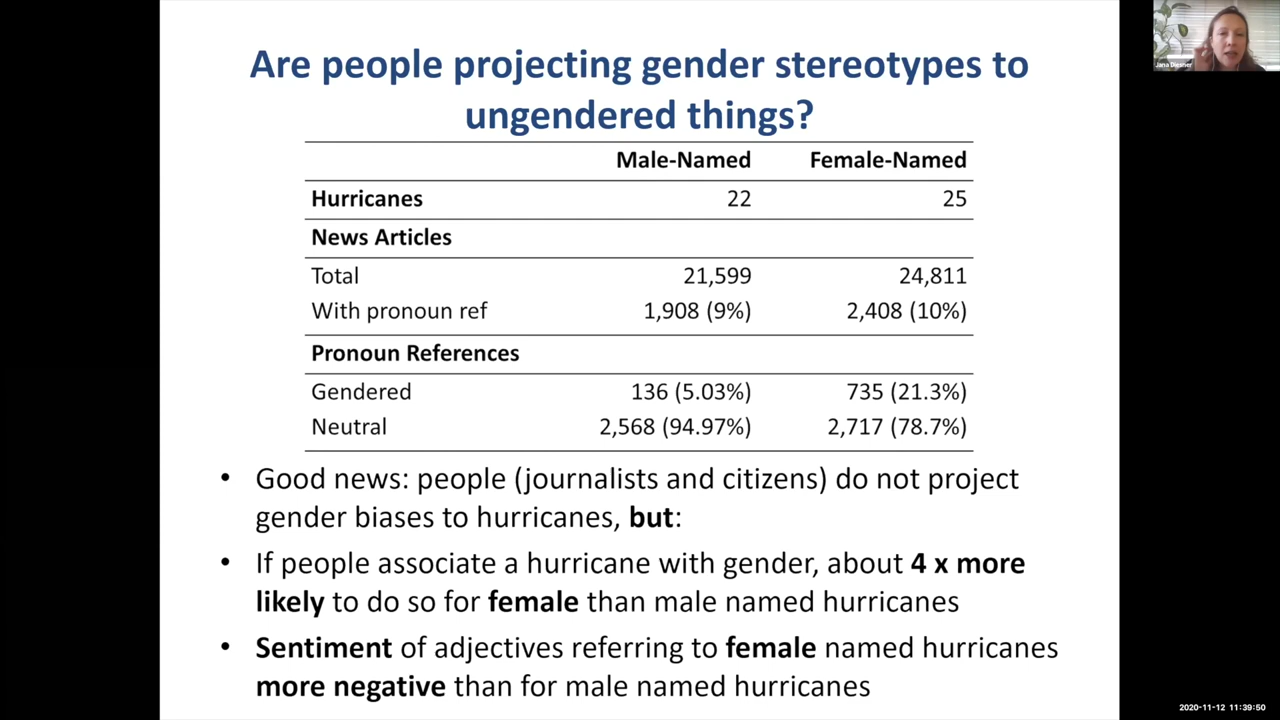 Are people projecting gender stereotypes to
ungendered things?
Male-Named Female-Named
Hurricanes 22 25
News Articles
Total 21,599 24,811
With pronoun ref 1,908 (9%) 2,408 (10%)
Pronoun References
Gendered 136 (5.03%) 735 (21.3%)
Neutral 2,568 (94.97%) 2,717 (78.7%)
• Good news: people (journalists and citizens) do not project
gender biases to hurricanes, but:
• If people associate a hurricane with gender, about 4 x more
likely to do so for female than male named hurricanes
• Sentiment of adjectives referring to female named hurricanes
more negative than for male named hurricanes
Jana Diesner
2020-11-12 11:39:50